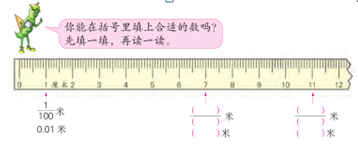 你能在括号里填上合适的数吗?
先填一填，再读一读。
0 1 厘米 2 3 4 5 6 7 8 9 10 11 12
1/100 米 (  )/(  ) 米 (  )/(  ) 米
0.01 米 (  )米 (  )米